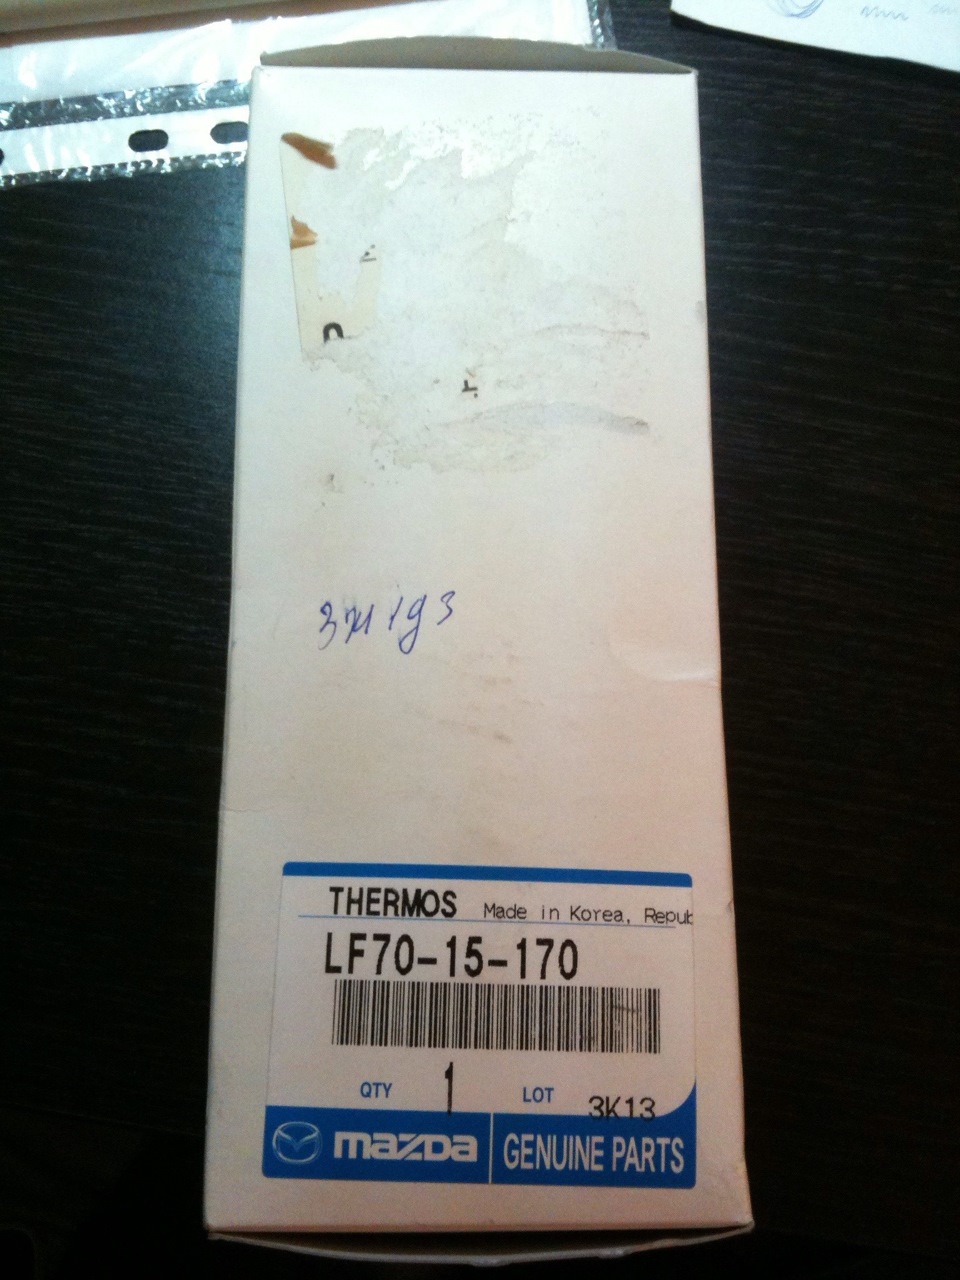 THERMOS Made in Korea, Repub
LF70-15-170
QTY 1 LOT 3K13
mazda GENUINE PARTS